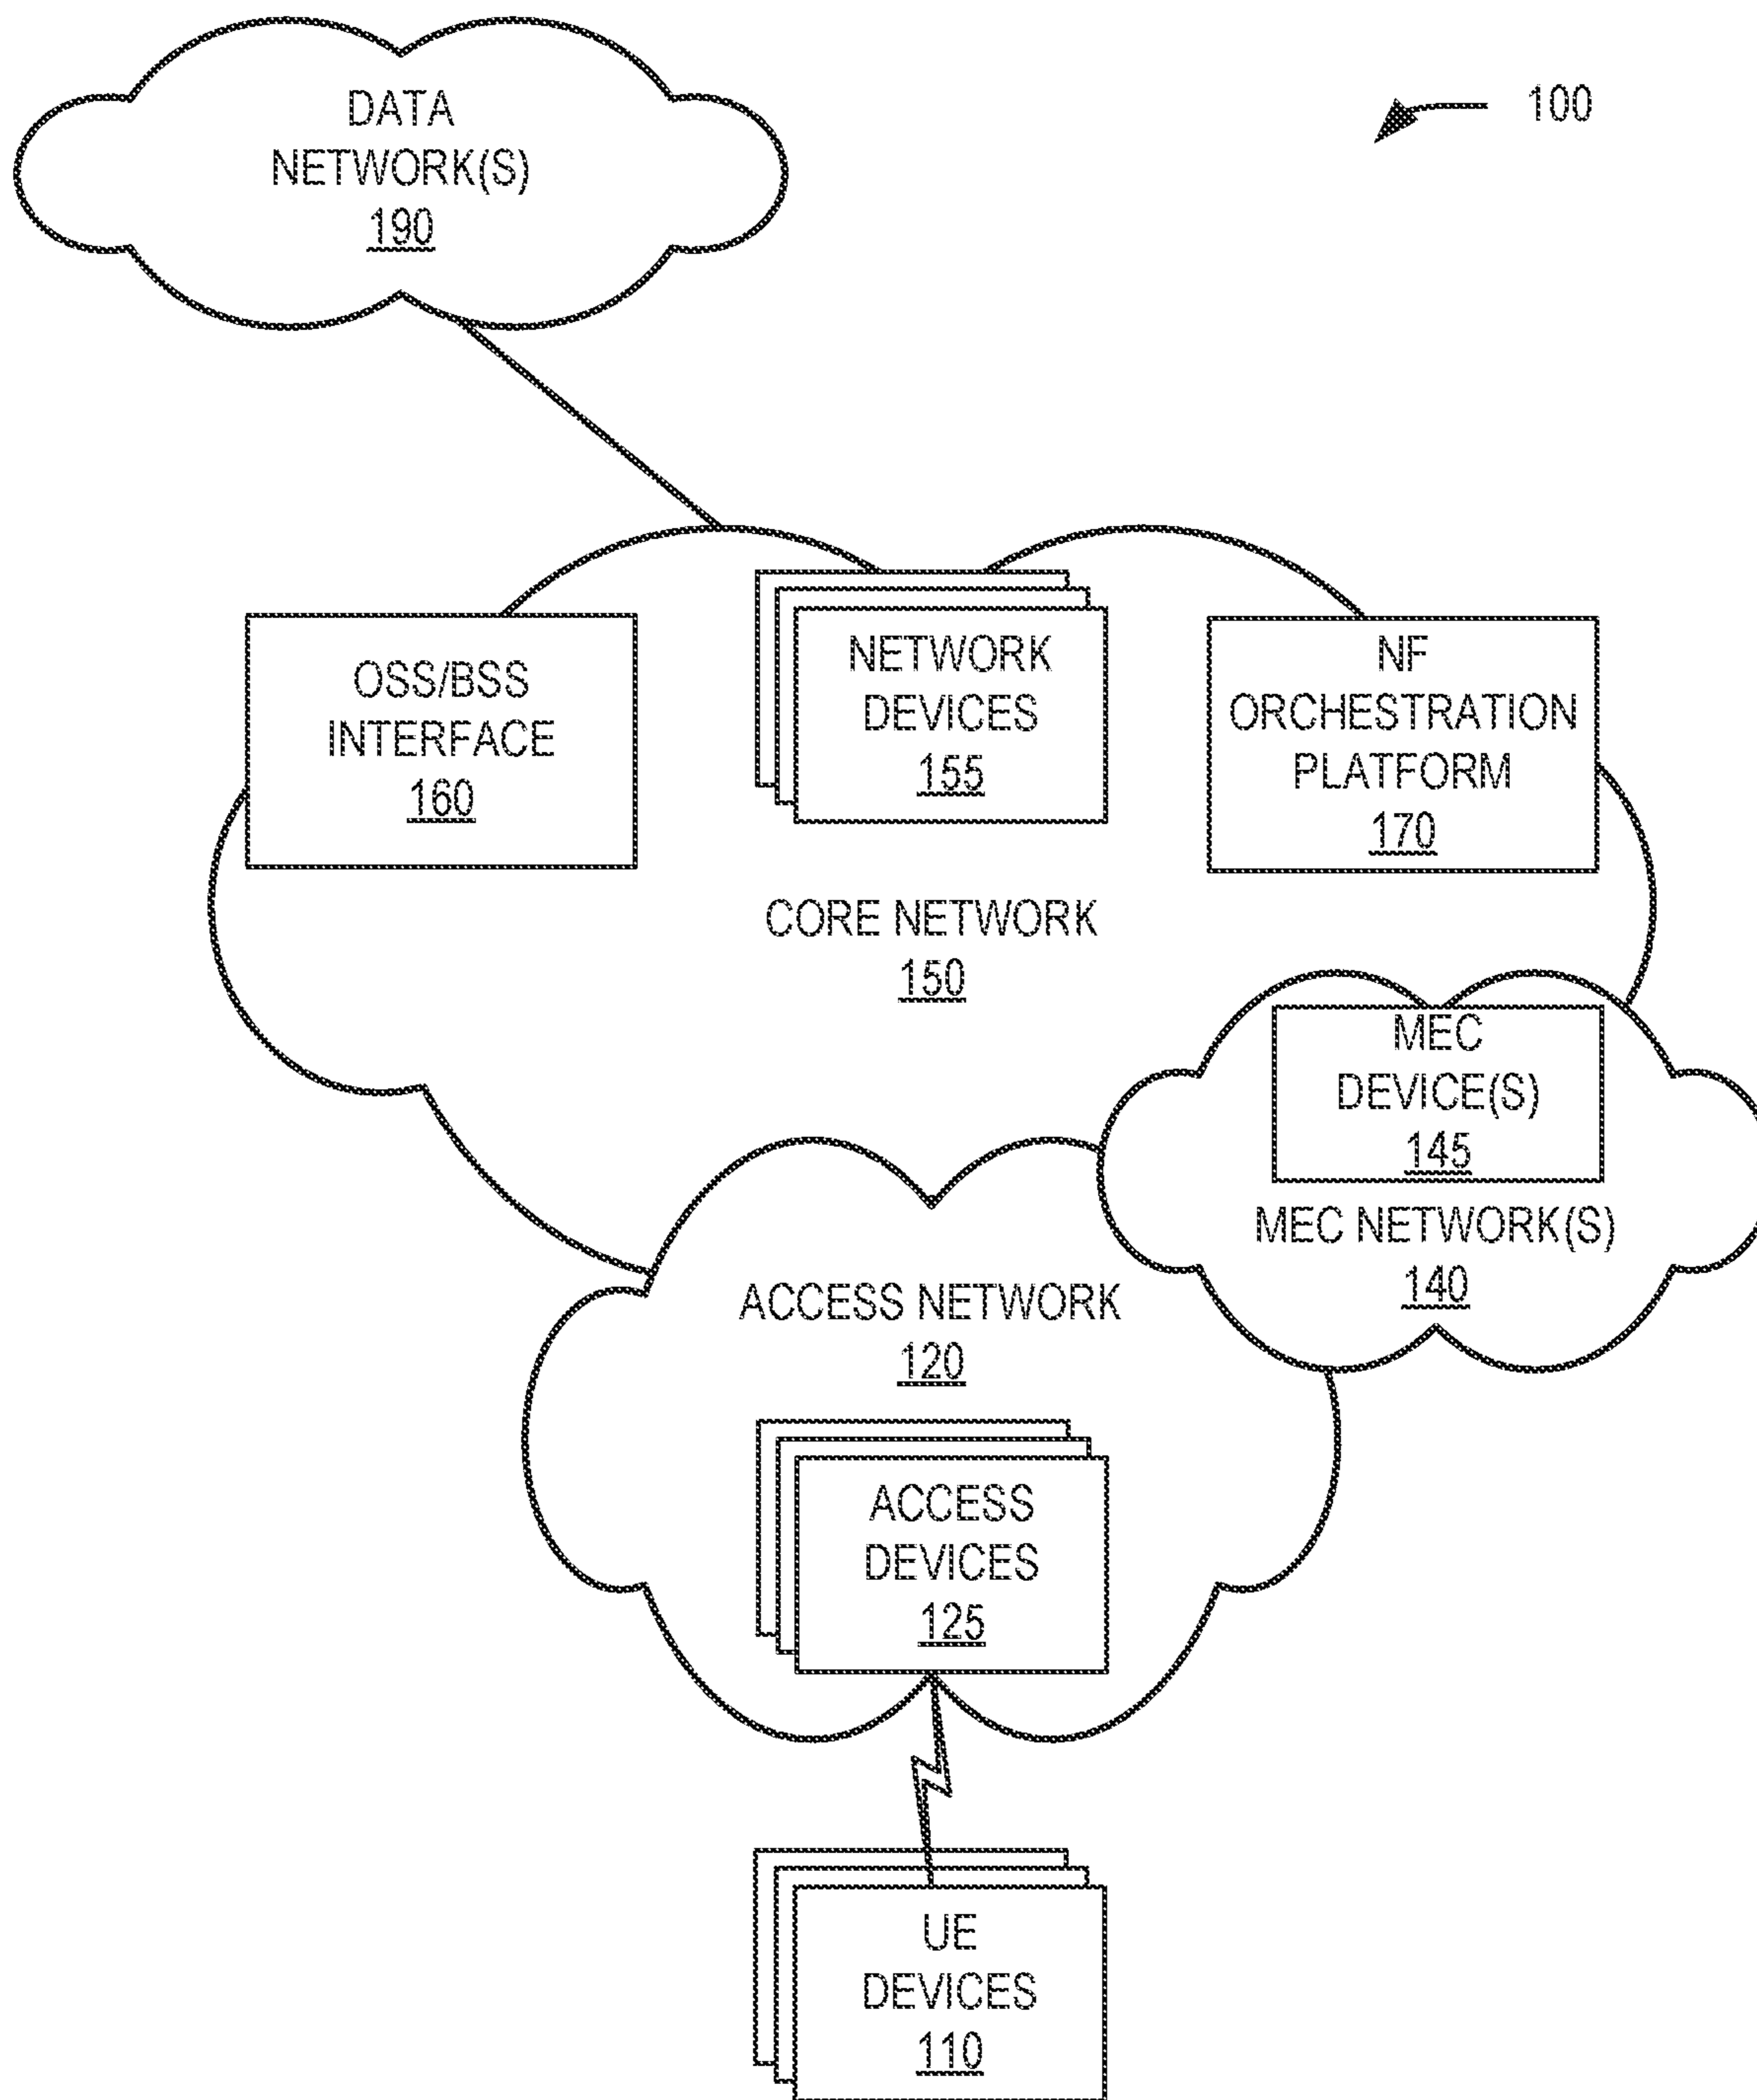 DATA
NETWORK(S)
190
100
OSS/BSS
INTERFACE
160
NETWORK
DEVICES
155
NF
ORCHESTRATION
PLATFORM
170
CORE NETWORK
150
MEC
DEVICE(S)
145
MEC NETWORK(S)
140
ACCESS NETWORK
120
ACCESS
DEVICES
125
UE
DEVICES
110